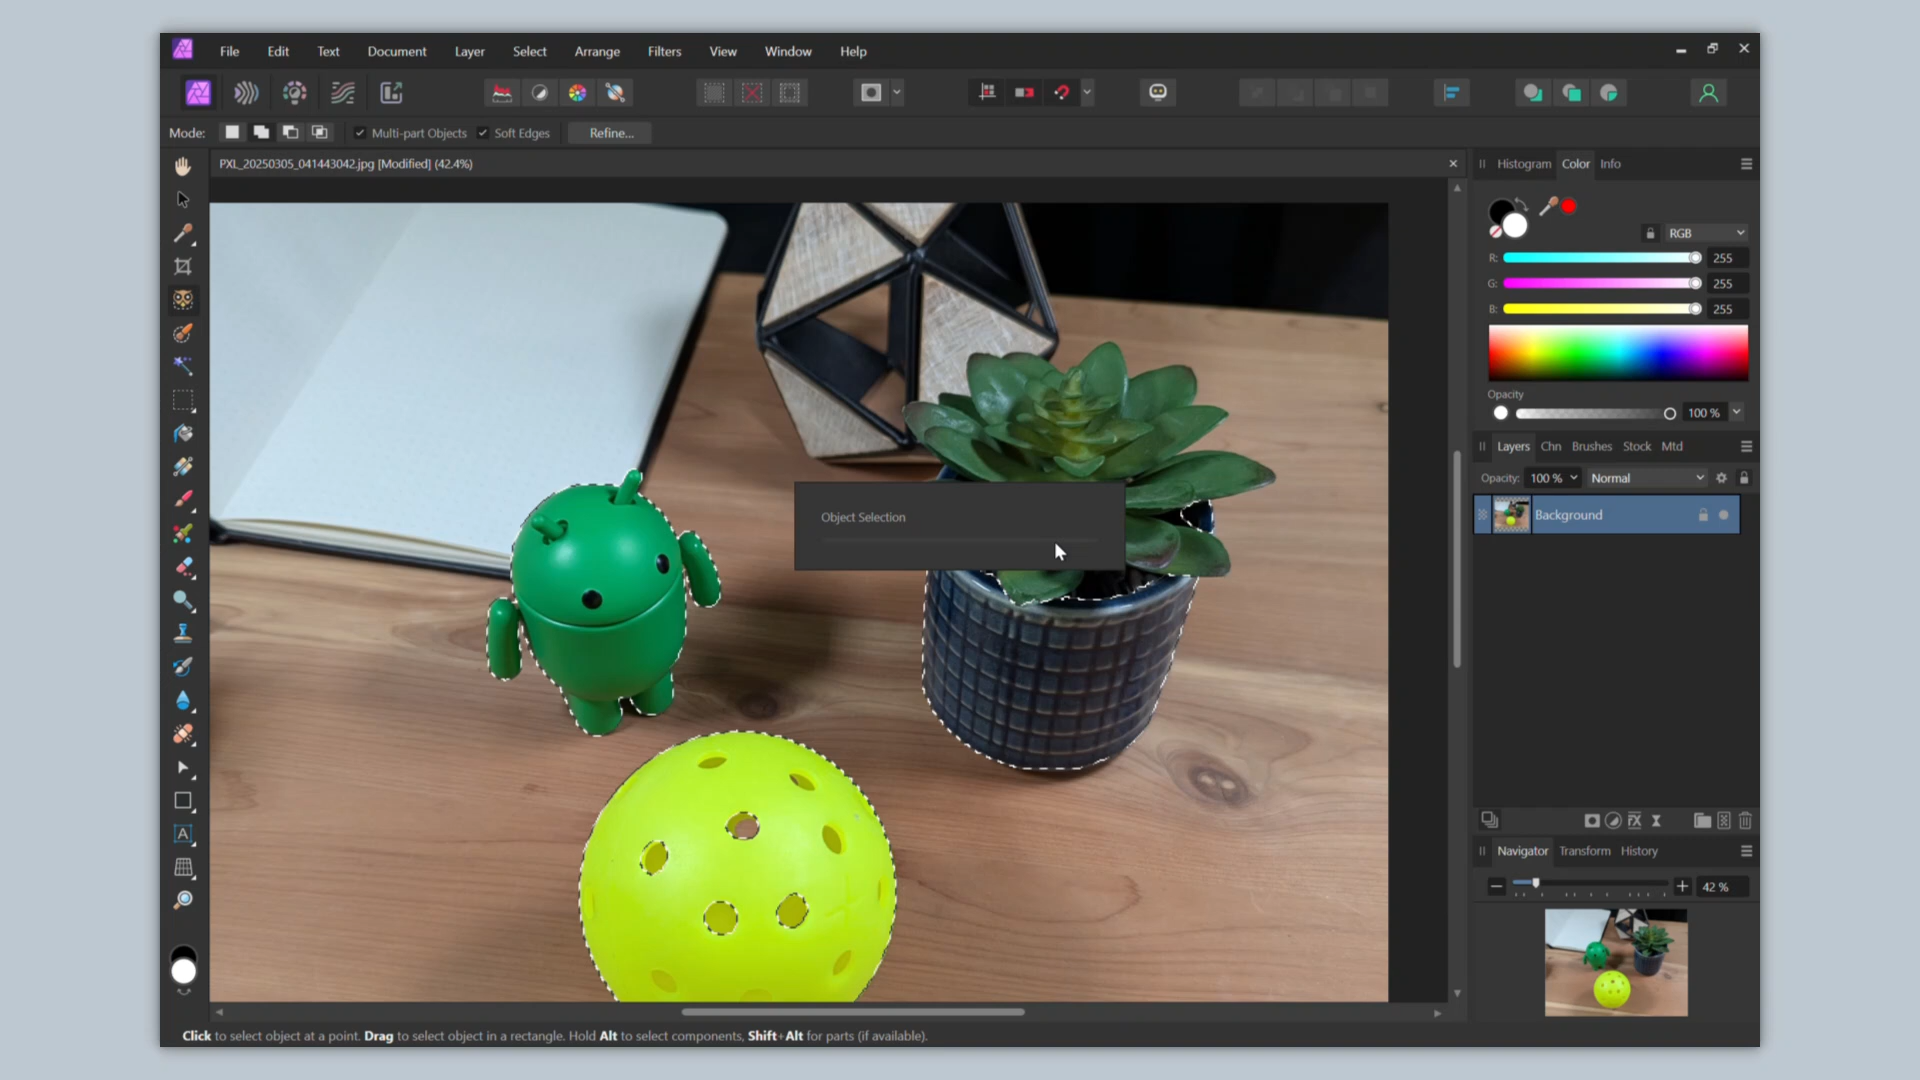 File Edit Text Document Layer Select Arrange Filters View Window Help
Mode: Multi-part Objects Soft Edges Refine...
PXL_20250305_041443042.jpg [Modified] (42.4%)
Histogram Color Info
RGB
R: 255
G: 255
B: 255
Opacity
100 %
Layers Chn Brushes Stock Mtd
Opacity: 100 % Normal
Background
Object Selection
A
FX
Navigator Transform History
42 %
Click to select object at a point. Drag to select object in a rectangle. Hold Alt to select components, Shift+Alt for parts (if available).